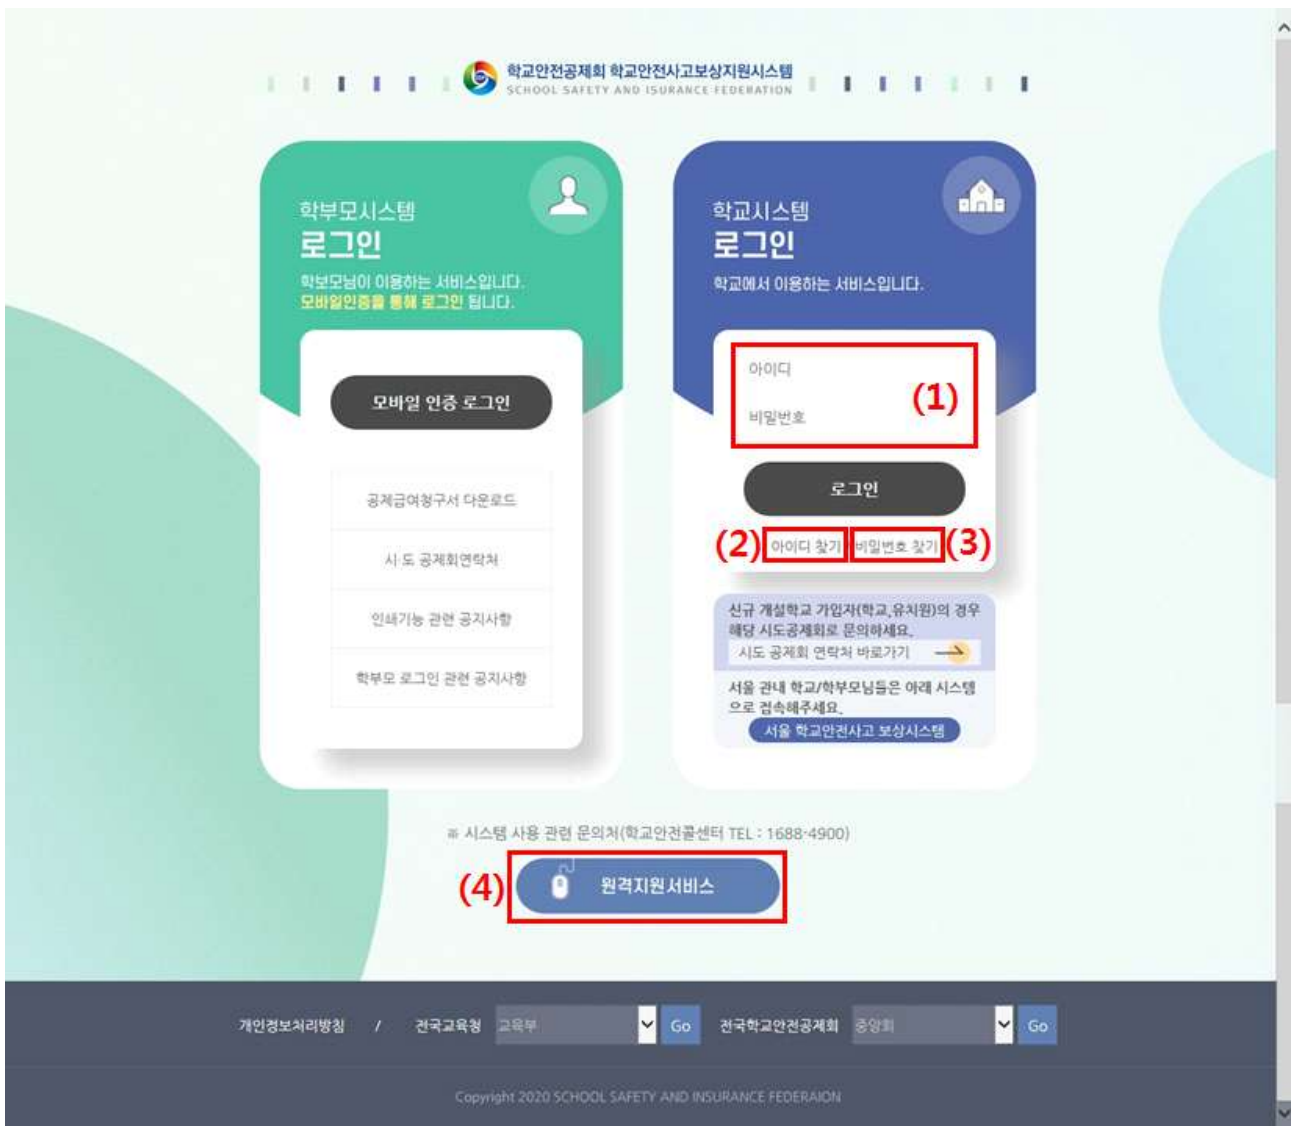 학교안전공제회 학교안전사고보상지원시스템
SCHOOL SAFETY AND ISURANCE FEDERATION
학부모시스템
로그인
학보모님이 이용하는 서비스입니다.
모바일인증을 통해 로그인 됩니다.
모바일 인증 로그인
공제급여청구서 다운로드
시·도 공제회연락처
인쇄기능 관련 공지사항
학부모 로그인 관련 공지사항
학교시스템
로그인
학교에서 이용하는 서비스입니다.
아이디
(1)
비밀번호
로그인
(2) 아이디 찾기 비밀번호 찾기 (3)
신규 개설학교 가입자(학교,유치원)의 경우
해당 시도공제회로 문의하세요.
시도 공제회 연락처 바로가기
서울 관내 학교/학부모님들은 아래 시스템
으로 접속해주세요.
서울 학교안전사고 보상시스템
※ 시스템 사용 관련 문의처(학교안전콜센터 TEL : 1688-4900)
(4) 원격지원서비스
개인정보처리방침 / 전국교육청 교육부 Go 전국학교안전공제회 중앙회 Go
Copyright 2020 SCHOOL SAFETY AND INSURANCE FEDERAION